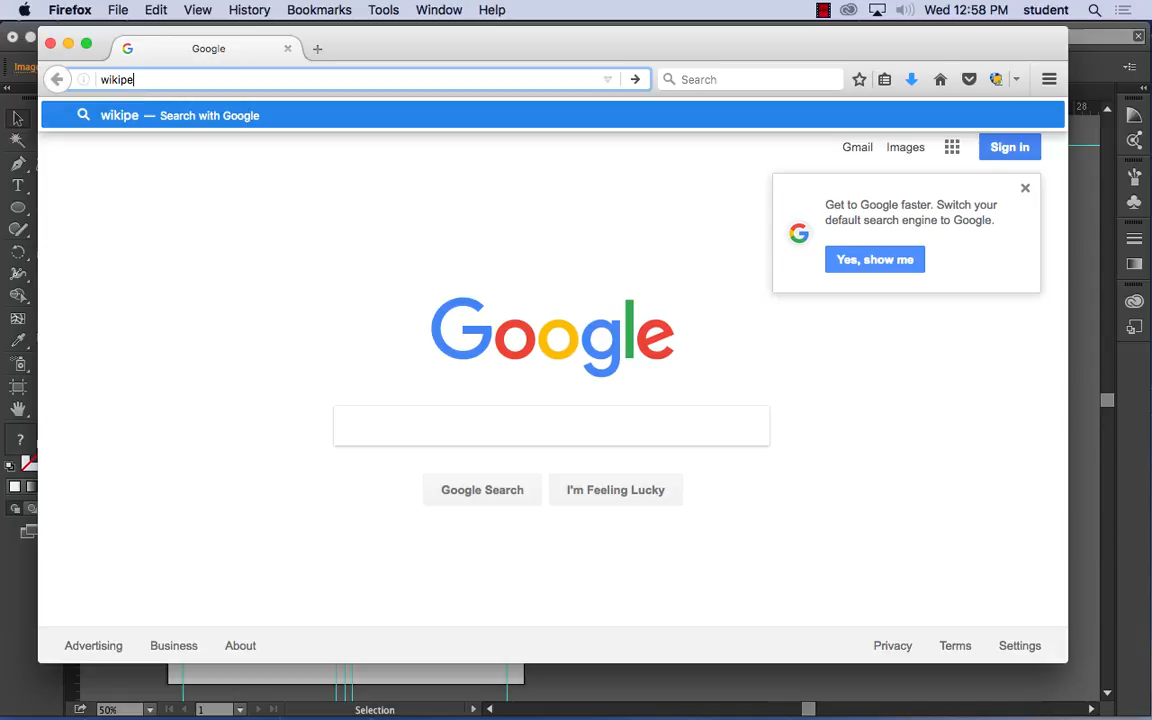 Firefox File Edit View History Bookmarks Tools Window Help Wed 12:58 PM student
Google
wikipe
Search
wikipe — Search with Google
28
Gmail Images Sign in
Get to Google faster. Switch your
default search engine to Google.
Yes, show me
Google
Google Search I'm Feeling Lucky
Advertising Business About Privacy Terms Settings
50% 1 Selection